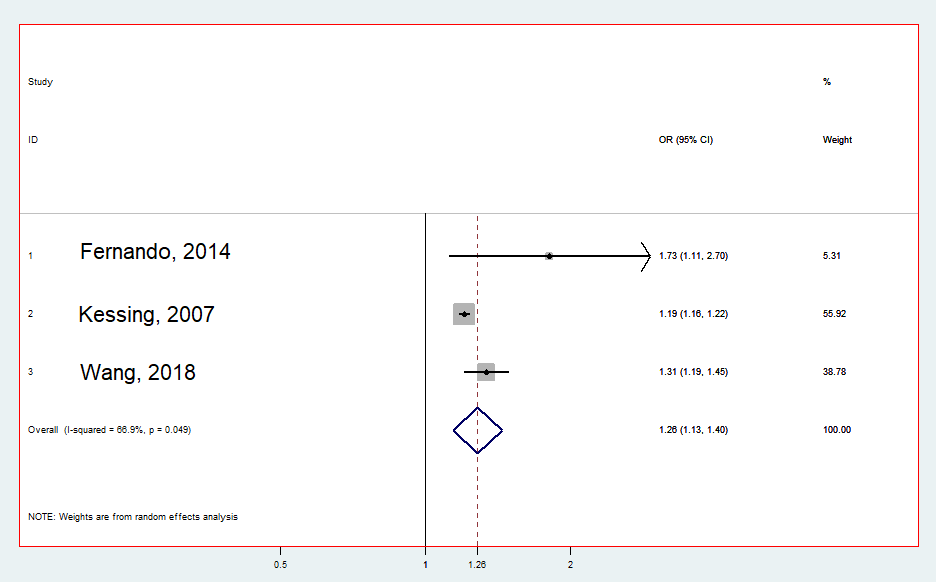 Study %
ID OR (95% CI) Weight
1 Fernando, 2014 1.73 (1.11, 2.70) 5.31
2 Kessing, 2007 1.19 (1.16, 1.22) 55.92
3 Wang, 2018 1.31 (1.19, 1.45) 38.78
Overall (I-squared = 66.9%, p = 0.049) 1.26 (1.13, 1.40) 100.00
NOTE: Weights are from random effects analysis
0.5 1 1.26 2